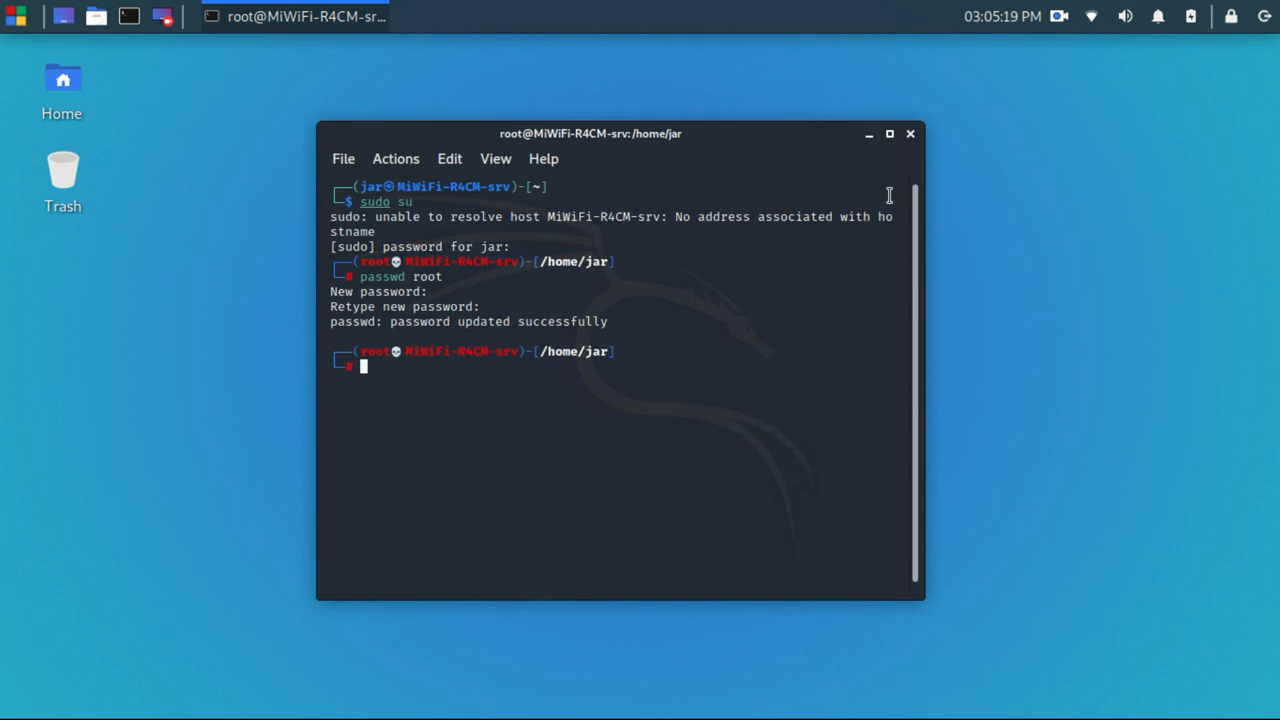 root@MiWiFi-R4CM-sr...
03:05:19 PM
Home
Trash
root@MiWiFi-R4CM-srv:/home/jar
File Actions Edit View Help
┌──(jar㉿MiWiFi-R4CM-srv)-[~]
└─$ sudo su
sudo: unable to resolve host MiWiFi-R4CM-srv: No address associated with ho
stname
[sudo] password for jar:
┌──(root💀MiWiFi-R4CM-srv)-[/home/jar]
└─# passwd root
New password:
Retype new password:
passwd: password updated successfully
┌──(root💀MiWiFi-R4CM-srv)-[/home/jar]
└─#